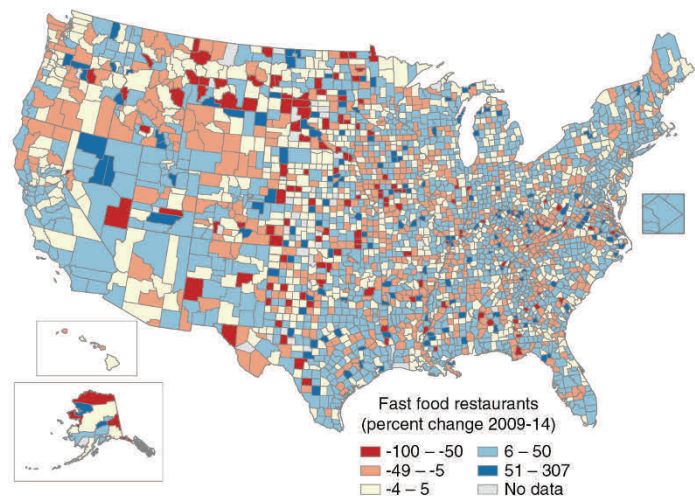 Fast food restaurants
(percent change 2009-14)
-100 – -50
6 – 50
-49 – -5
51 – 307
-4 – 5
No data